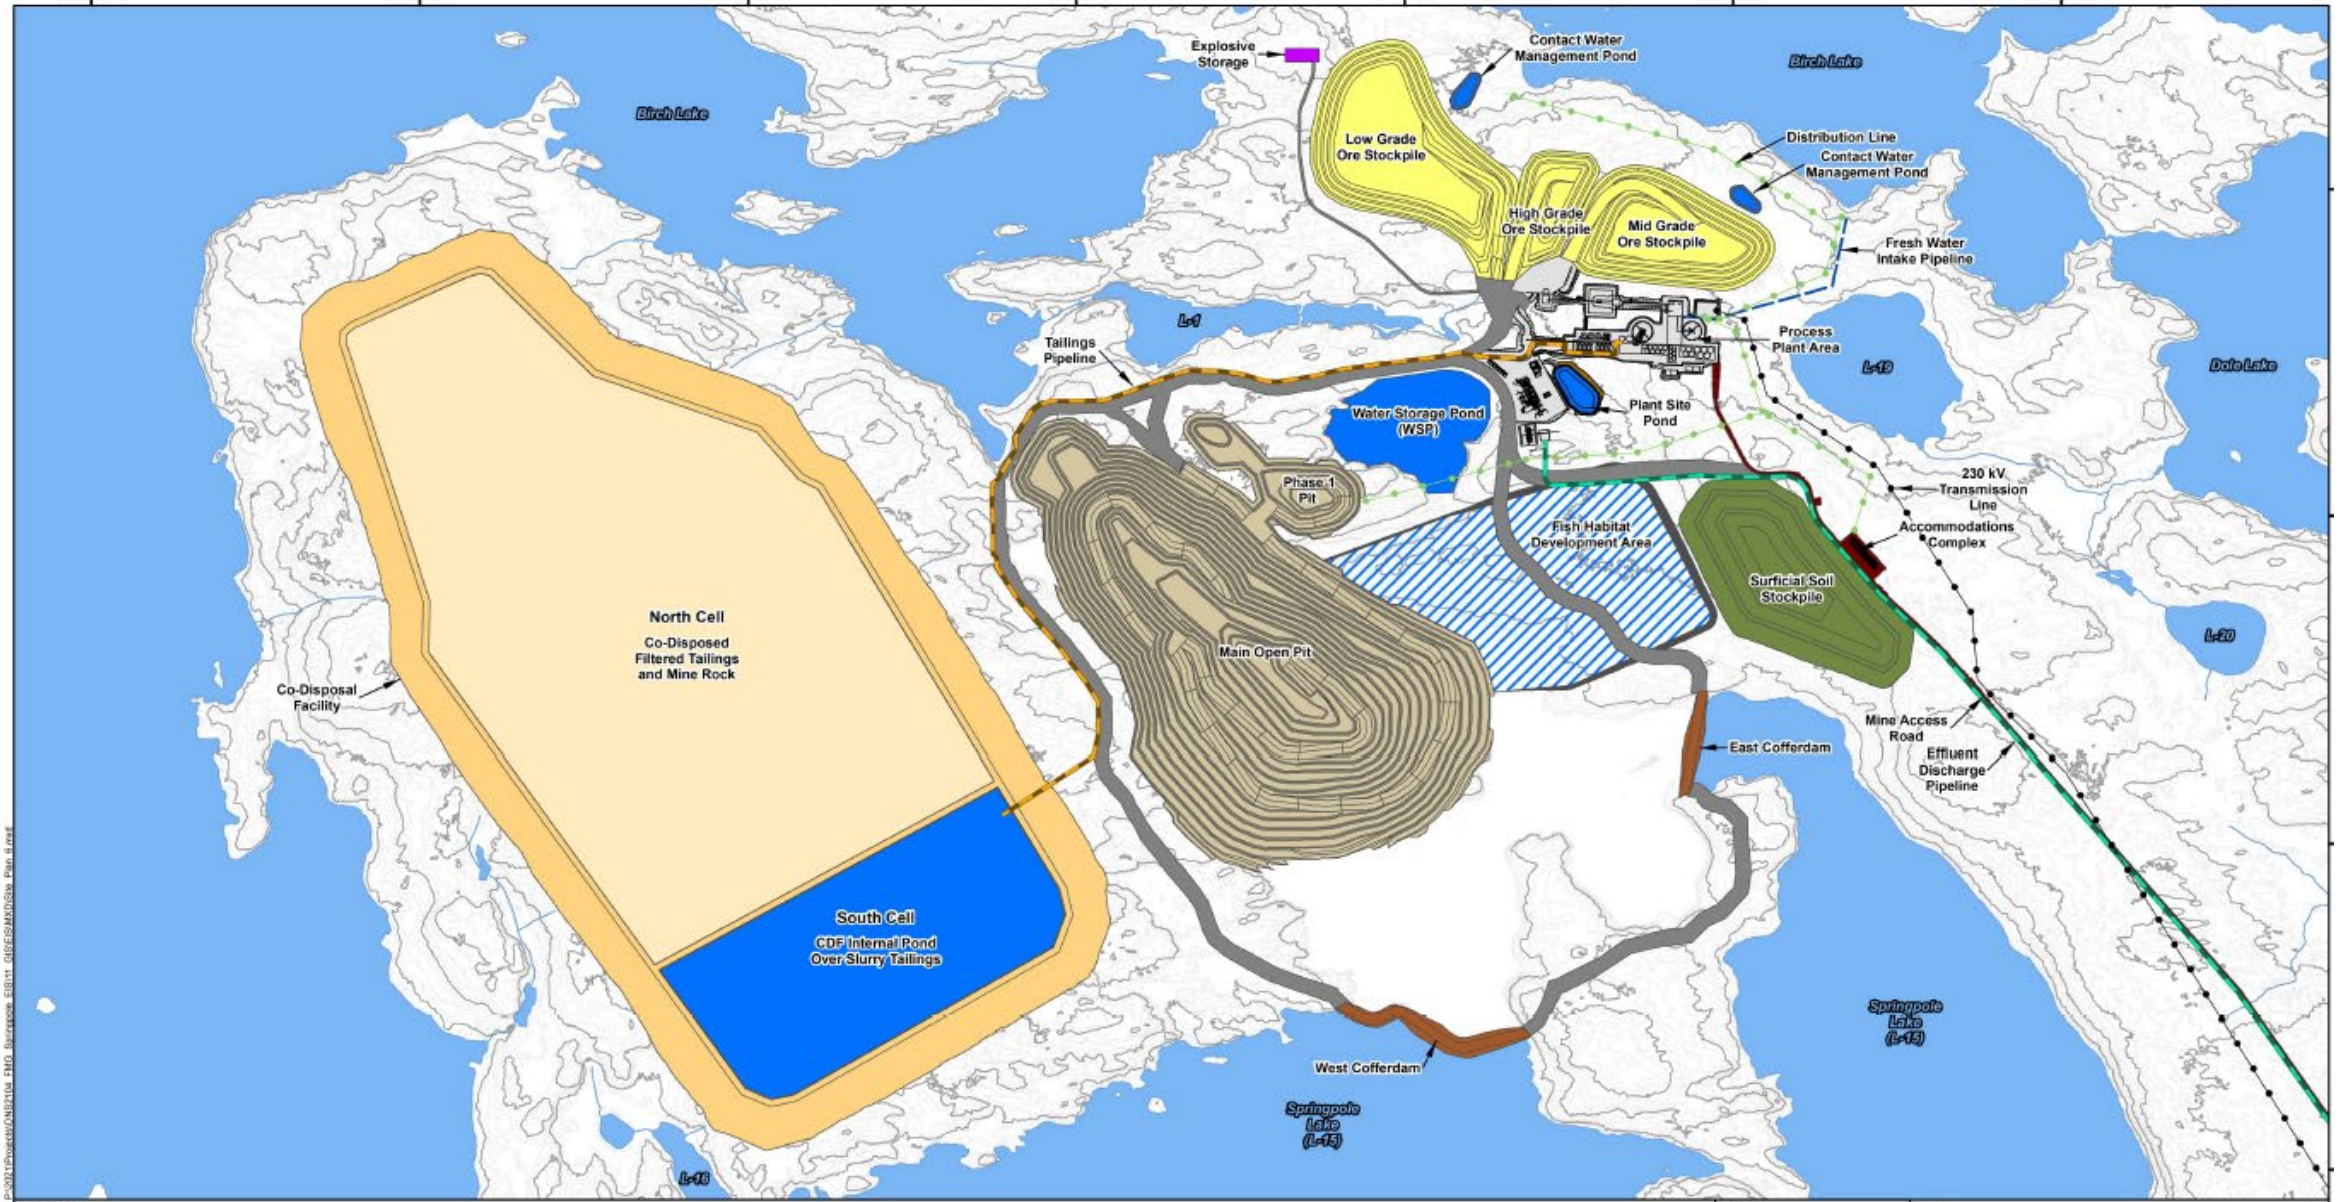 Explosive
Storage
Contact Water
Management Pond
Birch Lake
Birch Lake
Low Grade
Ore Stockpile
Distribution Line
Contact Water
Management Pond
High Grade
Ore Stockpile
Mid Grade
Ore Stockpile
Fresh Water
Intake Pipeline
L-1
Tailings
Pipeline
Process
Plant Area
L-19
Dole Lake
Water Storage Pond
(WSP)
Plant Site
Pond
Phase 1
Pit
230 kV
Transmission
Line
Fish Habitat
Development Area
Accommodations
Complex
Surficial Soil
Stockpile
North Cell
Co-Disposed
Filtered Tailings
and Mine Rock
Main Open Pit
L-20
Co-Disposal
Facility
Mine Access
Road
East Cofferdam
Effluent
Discharge
Pipeline
South Cell
CDF Internal Pond
Over Slurry Tailings
Springpole
Lake
(L-15)
West Cofferdam
Springpole
Lake
(L-15)
L-16